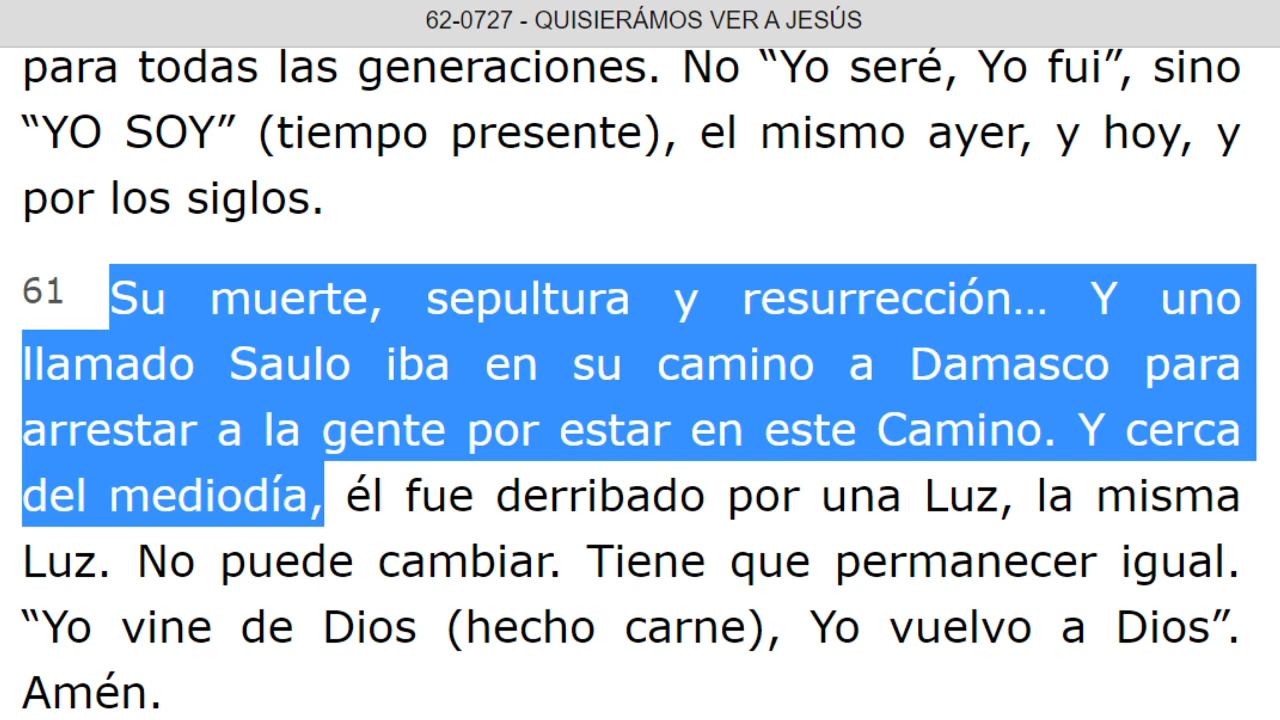 62-0727 - QUISIERÁMOS VER A JESÚS
para todas las generaciones. No “Yo seré, Yo fui”, sino
“YO SOY” (tiempo presente), el mismo ayer, y hoy, y
por los siglos.
61 Su muerte, sepultura y resurrección… Y uno
llamado Saulo iba en su camino a Damasco para
arrestar a la gente por estar en este Camino. Y cerca
del mediodía, él fue derribado por una Luz, la misma
Luz. No puede cambiar. Tiene que permanecer igual.
“Yo vine de Dios (hecho carne), Yo vuelvo a Dios”.
Amén.